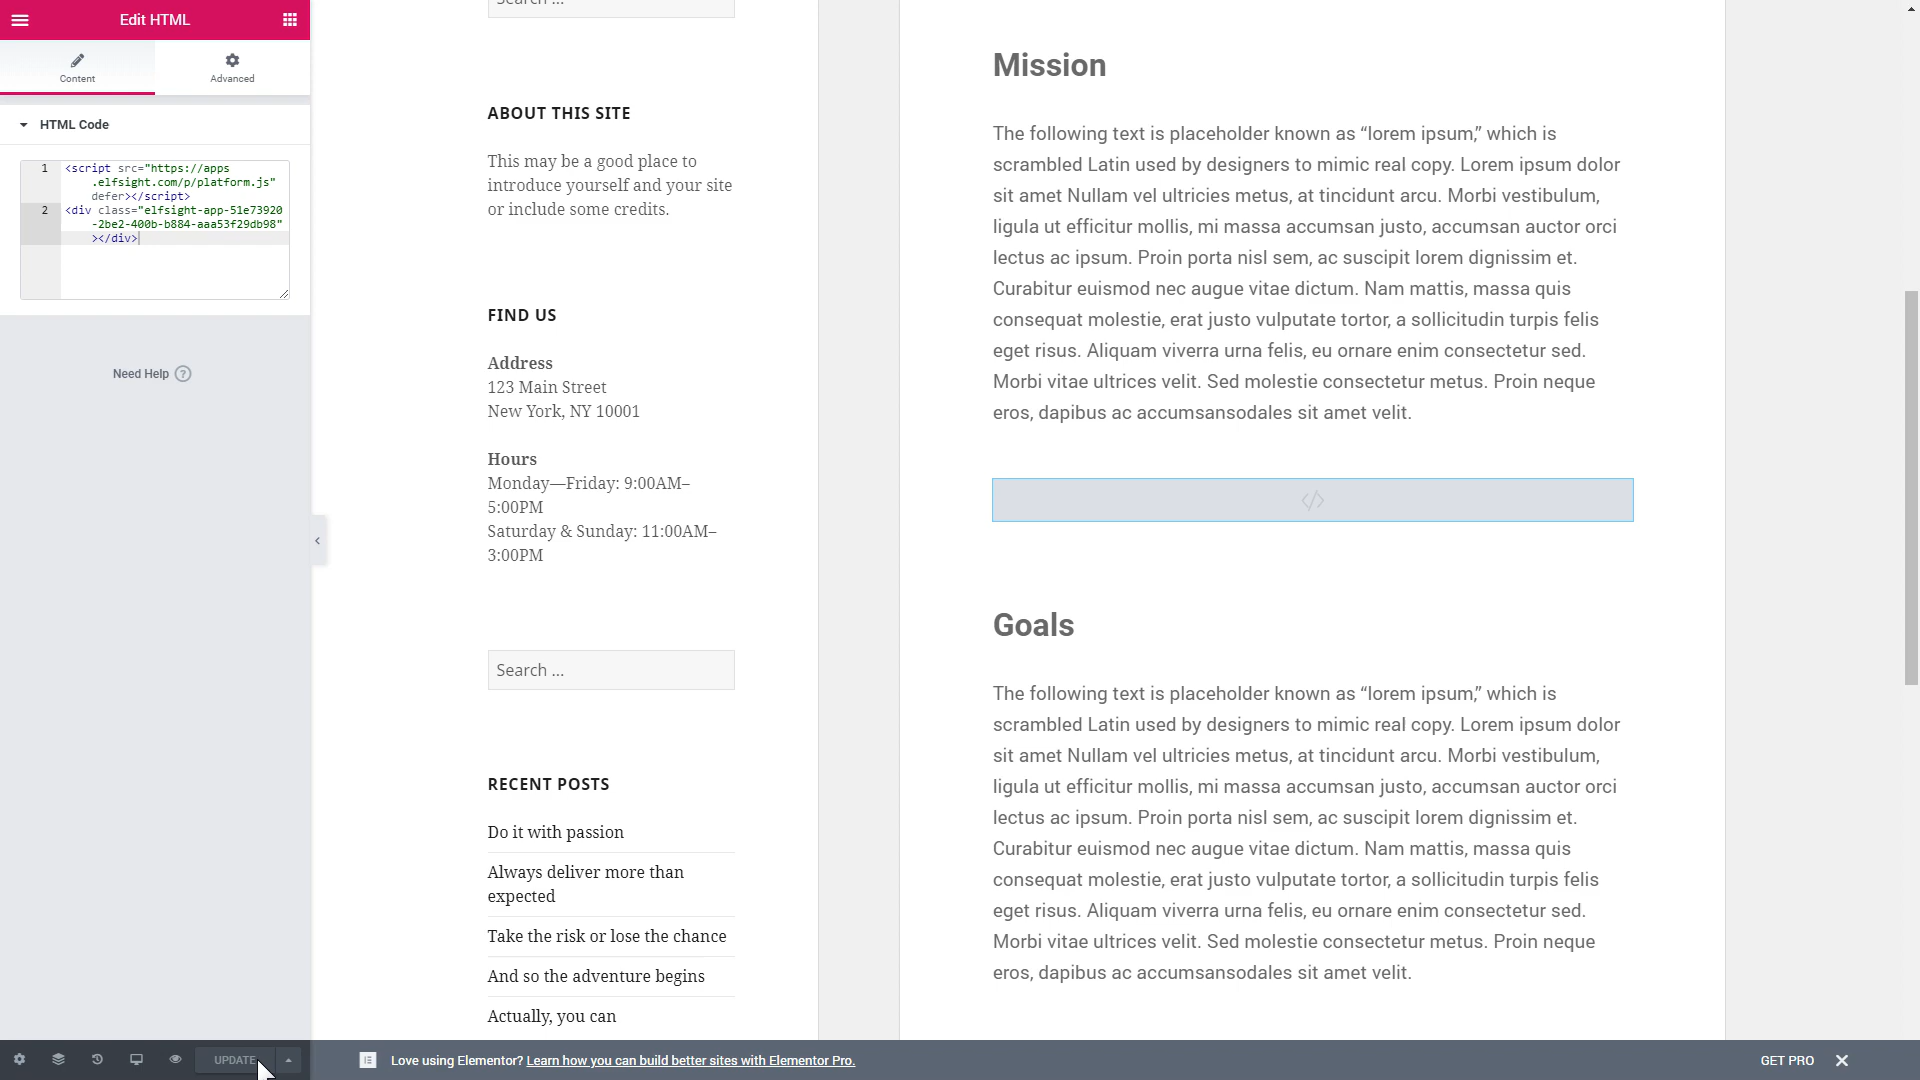 Edit HTML
Content
Advanced
HTML Code
1 <script src="https://apps
.elfsight.com/p/platform.js"
defer></script>
2 <div class="elfsight-app-51e73920
-2be2-400b-b884-aaa53f29db98"
></div>
Need Help ?
UPDATE
Search ...
ABOUT THIS SITE
This may be a good place to
introduce yourself and your site
or include some credits.
FIND US
Address
123 Main Street
New York, NY 10001
Hours
Monday—Friday: 9:00AM–
5:00PM
Saturday & Sunday: 11:00AM–
3:00PM
Search ...
RECENT POSTS
Do it with passion
Always deliver more than
expected
Take the risk or lose the chance
And so the adventure begins
Actually, you can
Mission
The following text is placeholder known as “lorem ipsum,” which is
scrambled Latin used by designers to mimic real copy. Lorem ipsum dolor
sit amet Nullam vel ultricies metus, at tincidunt arcu. Morbi vestibulum,
ligula ut efficitur mollis, mi massa accumsan justo, accumsan auctor orci
lectus ac ipsum. Proin porta nisl sem, ac suscipit lorem dignissim et.
Curabitur euismod nec augue vitae dictum. Nam mattis, massa quis
consequat molestie, erat justo vulputate tortor, a sollicitudin turpis felis
eget risus. Aliquam viverra urna felis, eu ornare enim consectetur sed.
Morbi vitae ultrices velit. Sed molestie consectetur metus. Proin neque
eros, dapibus ac accumsansodales sit amet velit.
</>
Goals
The following text is placeholder known as “lorem ipsum,” which is
scrambled Latin used by designers to mimic real copy. Lorem ipsum dolor
sit amet Nullam vel ultricies metus, at tincidunt arcu. Morbi vestibulum,
ligula ut efficitur mollis, mi massa accumsan justo, accumsan auctor orci
lectus ac ipsum. Proin porta nisl sem, ac suscipit lorem dignissim et.
Curabitur euismod nec augue vitae dictum. Nam mattis, massa quis
consequat molestie, erat justo vulputate tortor, a sollicitudin turpis felis
eget risus. Aliquam viverra urna felis, eu ornare enim consectetur sed.
Morbi vitae ultrices velit. Sed molestie consectetur metus. Proin neque
eros, dapibus ac accumsansodales sit amet velit.
Love using Elementor? Learn how you can build better sites with Elementor Pro.
GET PRO